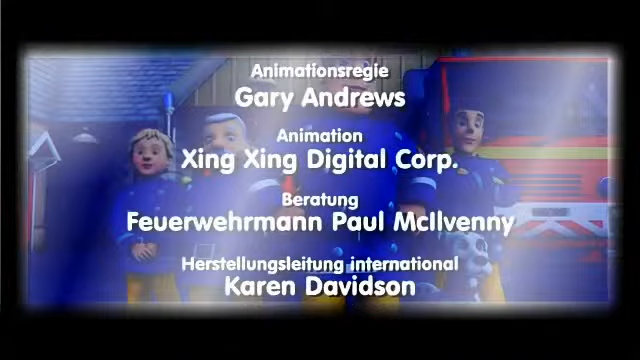 Animationsregie
Gary Andrews
Animation
Xing Xing Digital Corp.
Beratung
Feuerwehrmann Paul McIlvenny
Herstellungsleitung international
Karen Davidson